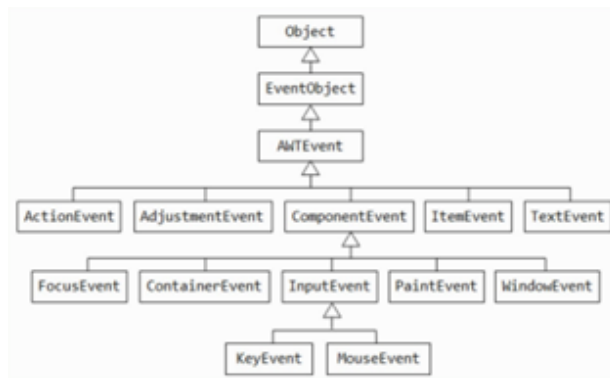 Object
EventObject
AWTEvent
ActionEvent AdjustmentEvent ComponentEvent ItemEvent TextEvent
FocusEvent ContainerEvent InputEvent PaintEvent WindowEvent
KeyEvent MouseEvent